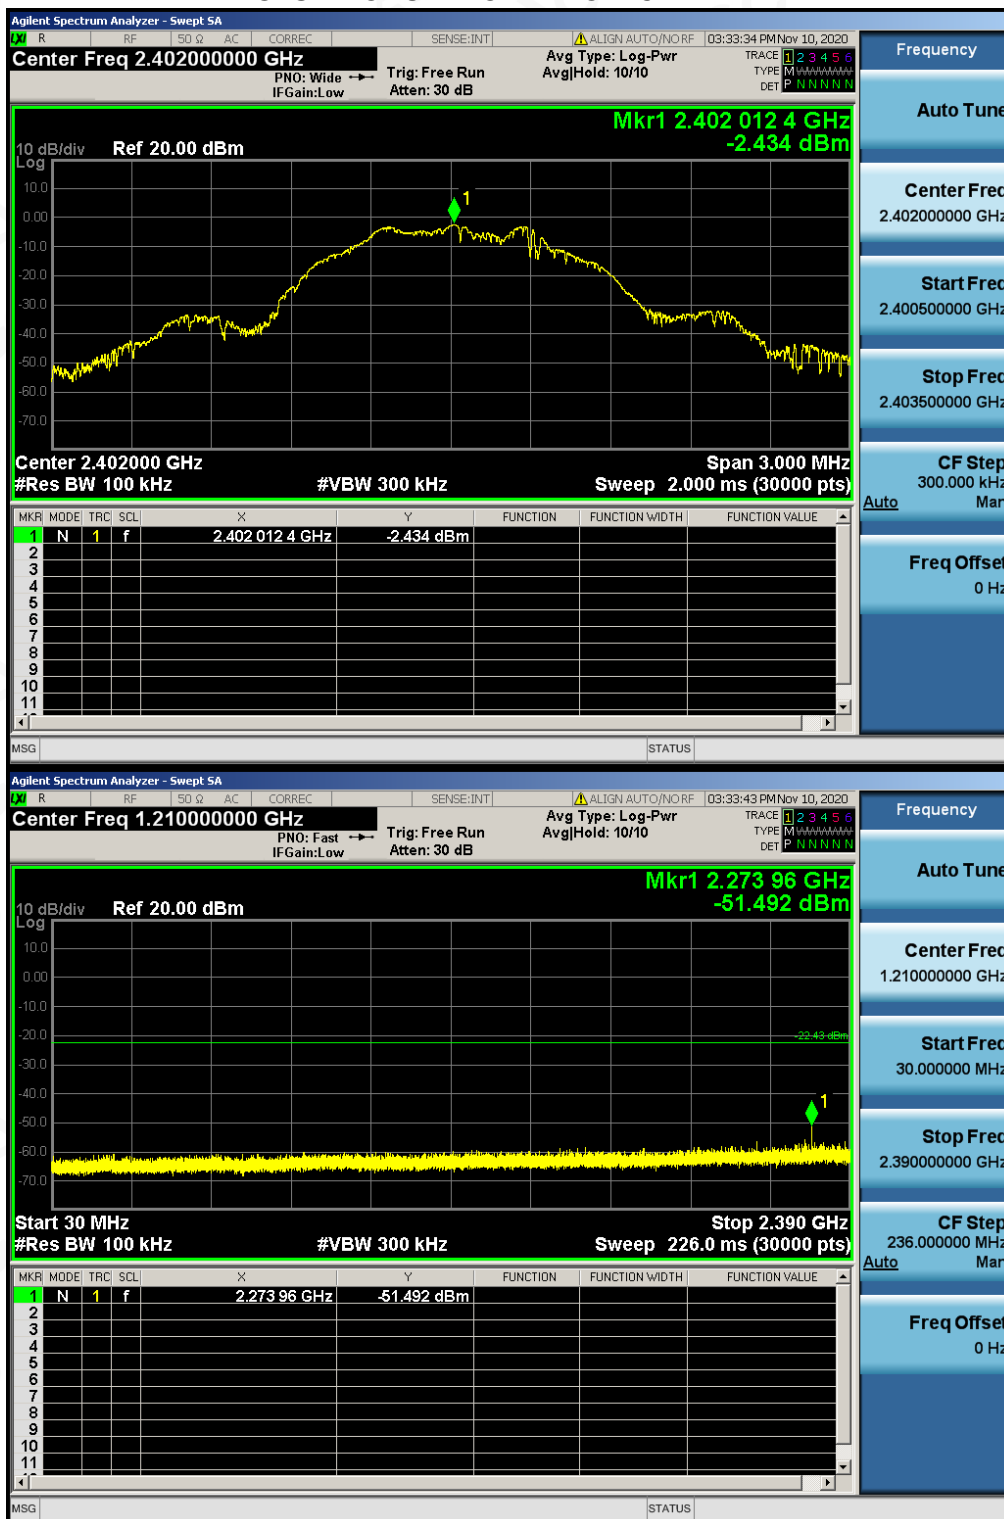 Agilent Spectrum Analyzer - Swept SA
LXI R RF 50 Ω AC CORREC SENSE:INT ALIGN AUTO/NO RF 03:33:34 PM Nov 10, 2020
Center Freq 2.402000000 GHz
PNO: Wide
IFGain:Low
Trig: Free Run
Atten: 30 dB
Avg Type: Log-Pwr
Avg|Hold: 10/10
TRACE 1 2 3 4 5 6
TYPE M
DET P N N N N N
Mkr1 2.402 012 4 GHz
-2.434 dBm
10 dB/div Ref 20.00 dBm
Log
10.0
0.00
-10.0
-20.0
-30.0
-40.0
-50.0
-60.0
-70.0
1
Center 2.402000 GHz Span 3.000 MHz
#Res BW 100 kHz #VBW 300 kHz Sweep 2.000 ms (30000 pts)
MKR MODE TRC SCL X Y FUNCTION FUNCTION WIDTH FUNCTION VALUE
1 N 1 f 2.402 012 4 GHz -2.434 dBm
2
3
4
5
6
7
8
9
10
11
MSG STATUS
Frequency
Auto Tune
Center Freq
2.402000000 GHz
Start Freq
2.400500000 GHz
Stop Freq
2.403500000 GHz
CF Step
300.000 kHz
Auto Man
Freq Offset
0 Hz
Agilent Spectrum Analyzer - Swept SA
LXI R RF 50 Ω AC CORREC SENSE:INT ALIGN AUTO/NO RF 03:33:43 PM Nov 10, 2020
Center Freq 1.210000000 GHz
PNO: Fast
IFGain:Low
Trig: Free Run
Atten: 30 dB
Avg Type: Log-Pwr
Avg|Hold: 10/10
TRACE 1 2 3 4 5 6
TYPE M
DET P N N N N N
Mkr1 2.273 96 GHz
-51.492 dBm
10 dB/div Ref 20.00 dBm
Log
10.0
0.00
-10.0
-20.0
-30.0
-40.0
-50.0
-60.0
-70.0
-22.43 dBm
1
Start 30 MHz Stop 2.390 GHz
#Res BW 100 kHz #VBW 300 kHz Sweep 226.0 ms (30000 pts)
MKR MODE TRC SCL X Y FUNCTION FUNCTION WIDTH FUNCTION VALUE
1 N 1 f 2.273 96 GHz -51.492 dBm
2
3
4
5
6
7
8
9
10
11
MSG STATUS
Frequency
Auto Tune
Center Freq
1.210000000 GHz
Start Freq
30.000000 MHz
Stop Freq
2.390000000 GHz
CF Step
236.000000 MHz
Auto Man
Freq Offset
0 Hz